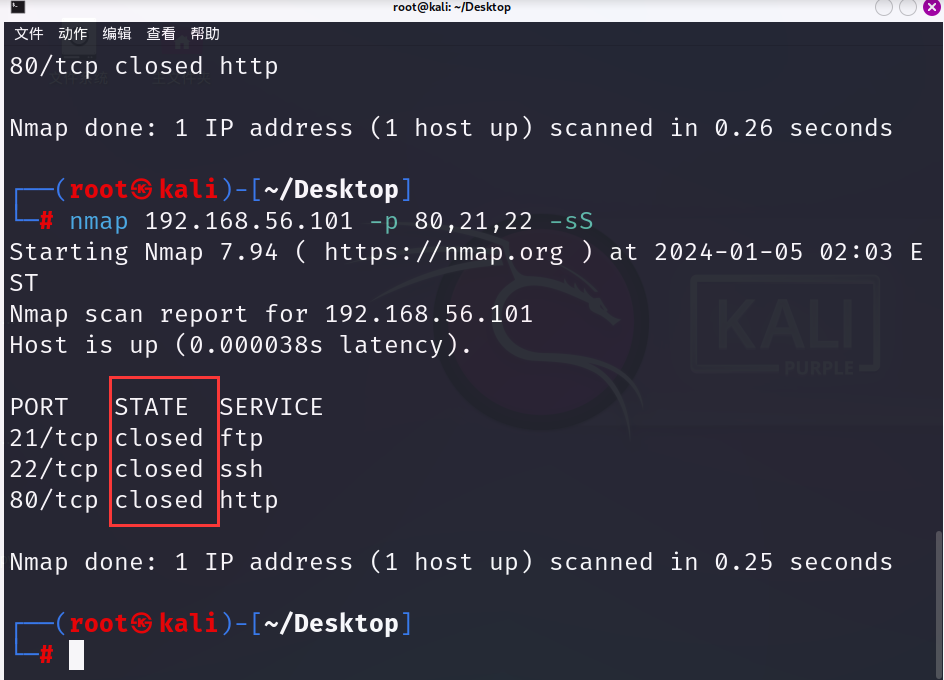 root@kali: ~/Desktop
文件 动作 编辑 查看 帮助
80/tcp closed http
Nmap done: 1 IP address (1 host up) scanned in 0.26 seconds
┌──(root㉿kali)-[~/Desktop]
└─# nmap 192.168.56.101 -p 80,21,22 -sS
Starting Nmap 7.94 ( https://nmap.org ) at 2024-01-05 02:03 E
ST
Nmap scan report for 192.168.56.101
Host is up (0.000038s latency).
KALI
PURPLE
PORT   STATE  SERVICE
21/tcp closed ftp
22/tcp closed ssh
80/tcp closed http
Nmap done: 1 IP address (1 host up) scanned in 0.25 seconds
┌──(root㉿kali)-[~/Desktop]
└─#